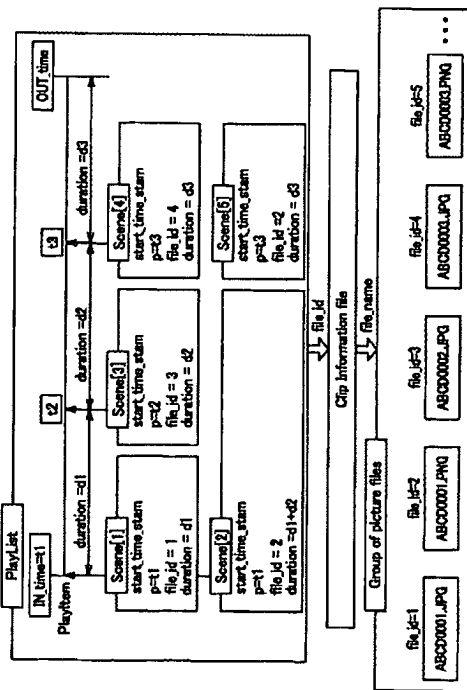 PlayList
IN_time=t1
t2
t3
OUT_time
PlayItem
duration =d1
duration =d2
duration =d3
Scene[1]
start_time_stam
p=t1
file_id = 1
duration = d1
Scene[3]
start_time_stam
p=t2
file_id = 3
duration = d2
Scene[4]
start_time_stam
p=t3
file_id = 4
duration = d3
Scene[2]
start_time_stam
p=t1
file_id = 2
duration =d1+d2
Scene[5]
start_time_stam
p=t3
file_id =2
duration = d3
file_id
Clip Information file
file_name
Group of picture files
file_id=1
file_id=2
file_id=3
file_id=4
file_id=5
ABCD0001.JPG
ABCD0001.PNG
ABCD0002.JPG
ABCD0003.JPG
ABCD0003.PNG
...